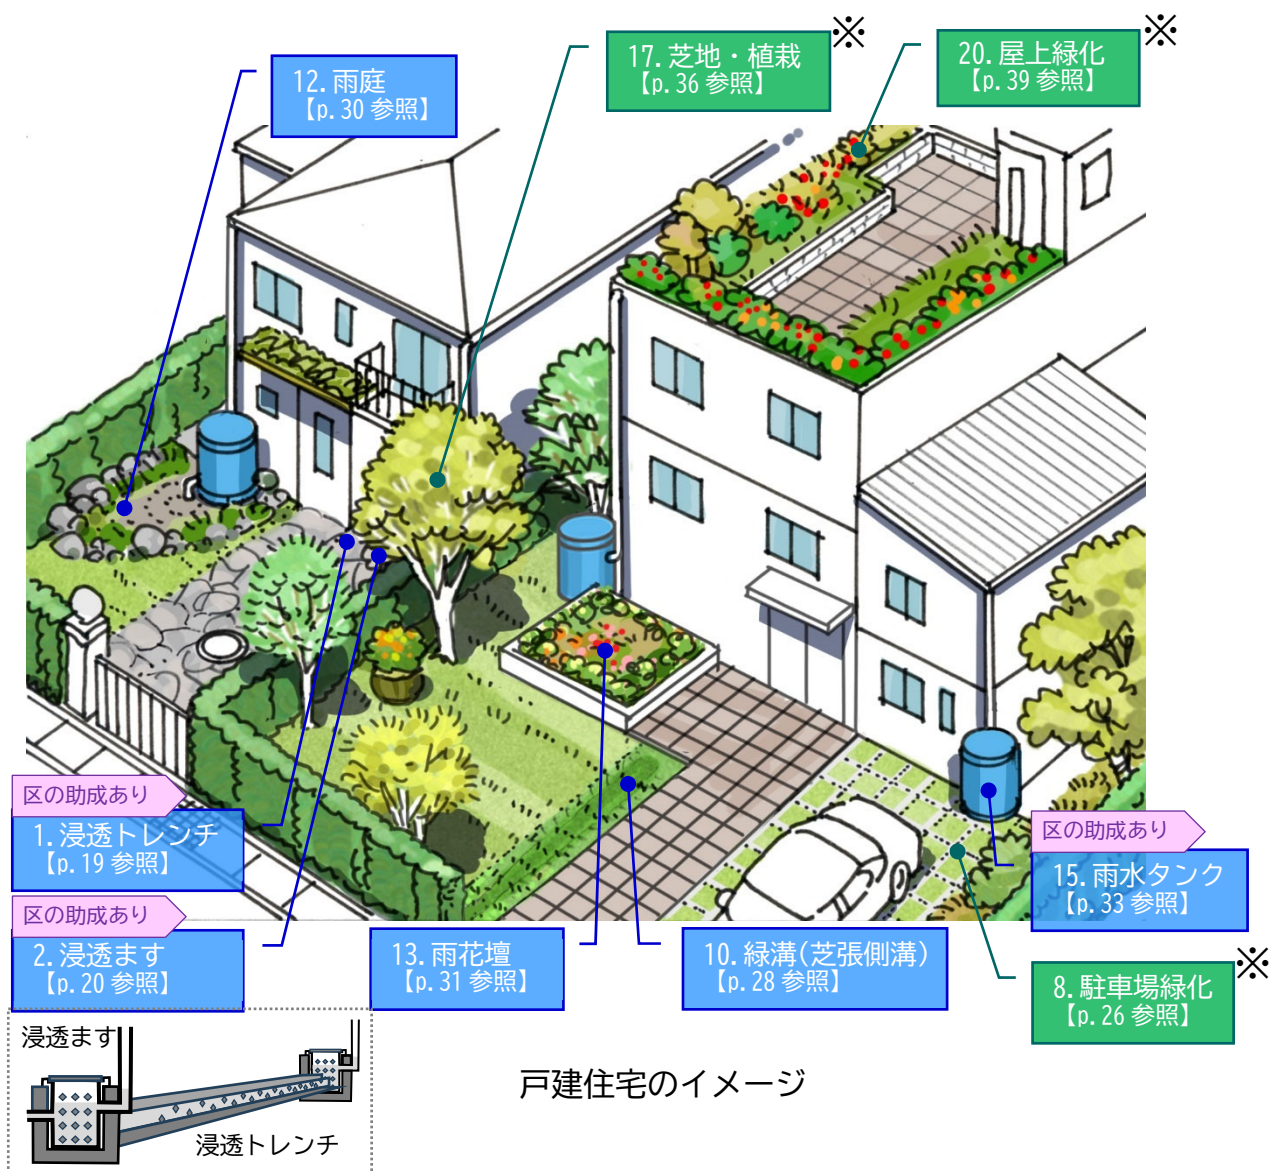 ※
※
12.雨庭
【p.30 参照】
17.芝地・植栽
【p.36 参照】
20.屋上緑化
【p.39 参照】
区の助成あり
1.浸透トレンチ
【p.19 参照】
区の助成あり
2.浸透ます
【p.20 参照】
13.雨花壇
【p.31 参照】
10.緑溝(芝張側溝)
【p.28 参照】
区の助成あり
15.雨水タンク
【p.33 参照】
※
8.駐車場緑化
【p.26 参照】
浸透ます
浸透トレンチ
戸建住宅のイメージ